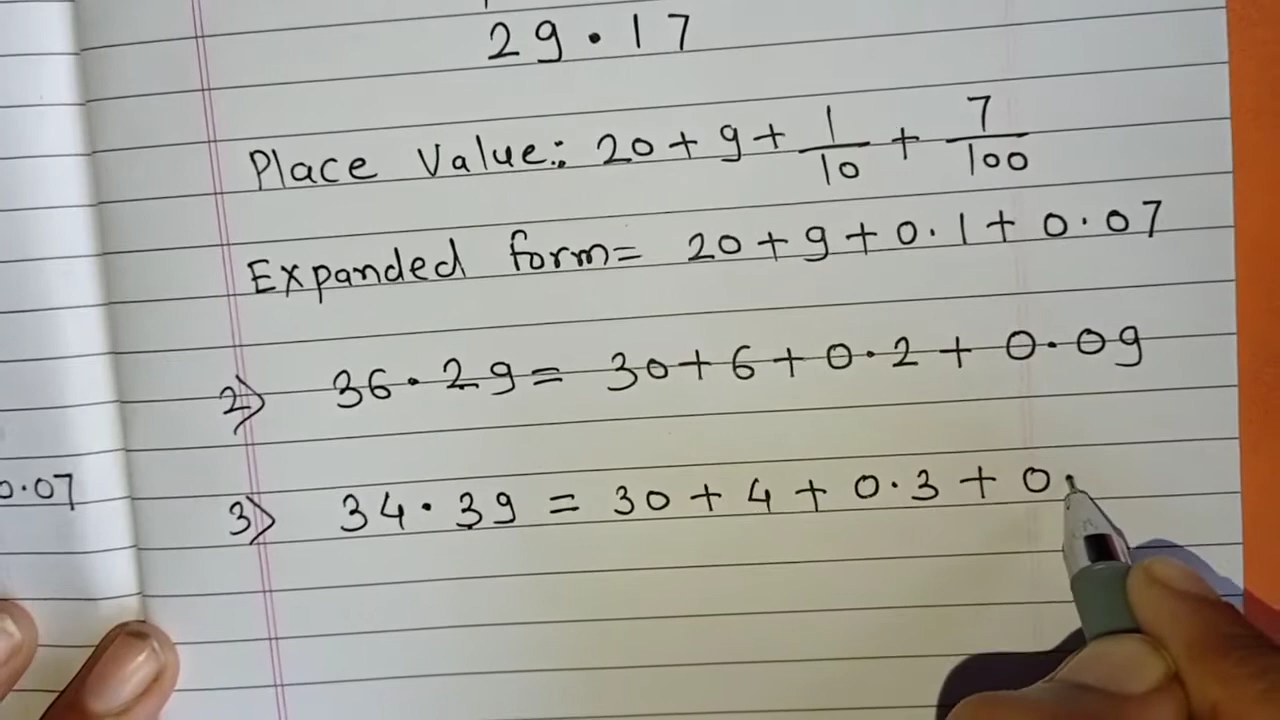 29.17
Place Value:. 20 + 9 + 1/10 + 7/100
Expanded form = 20 + 9 + 0.1 + 0.07
2) 36.29 = 30 + 6 + 0.2 + 0.09
0.07
3) 34.39 = 30 + 4 + 0.3 + 0.